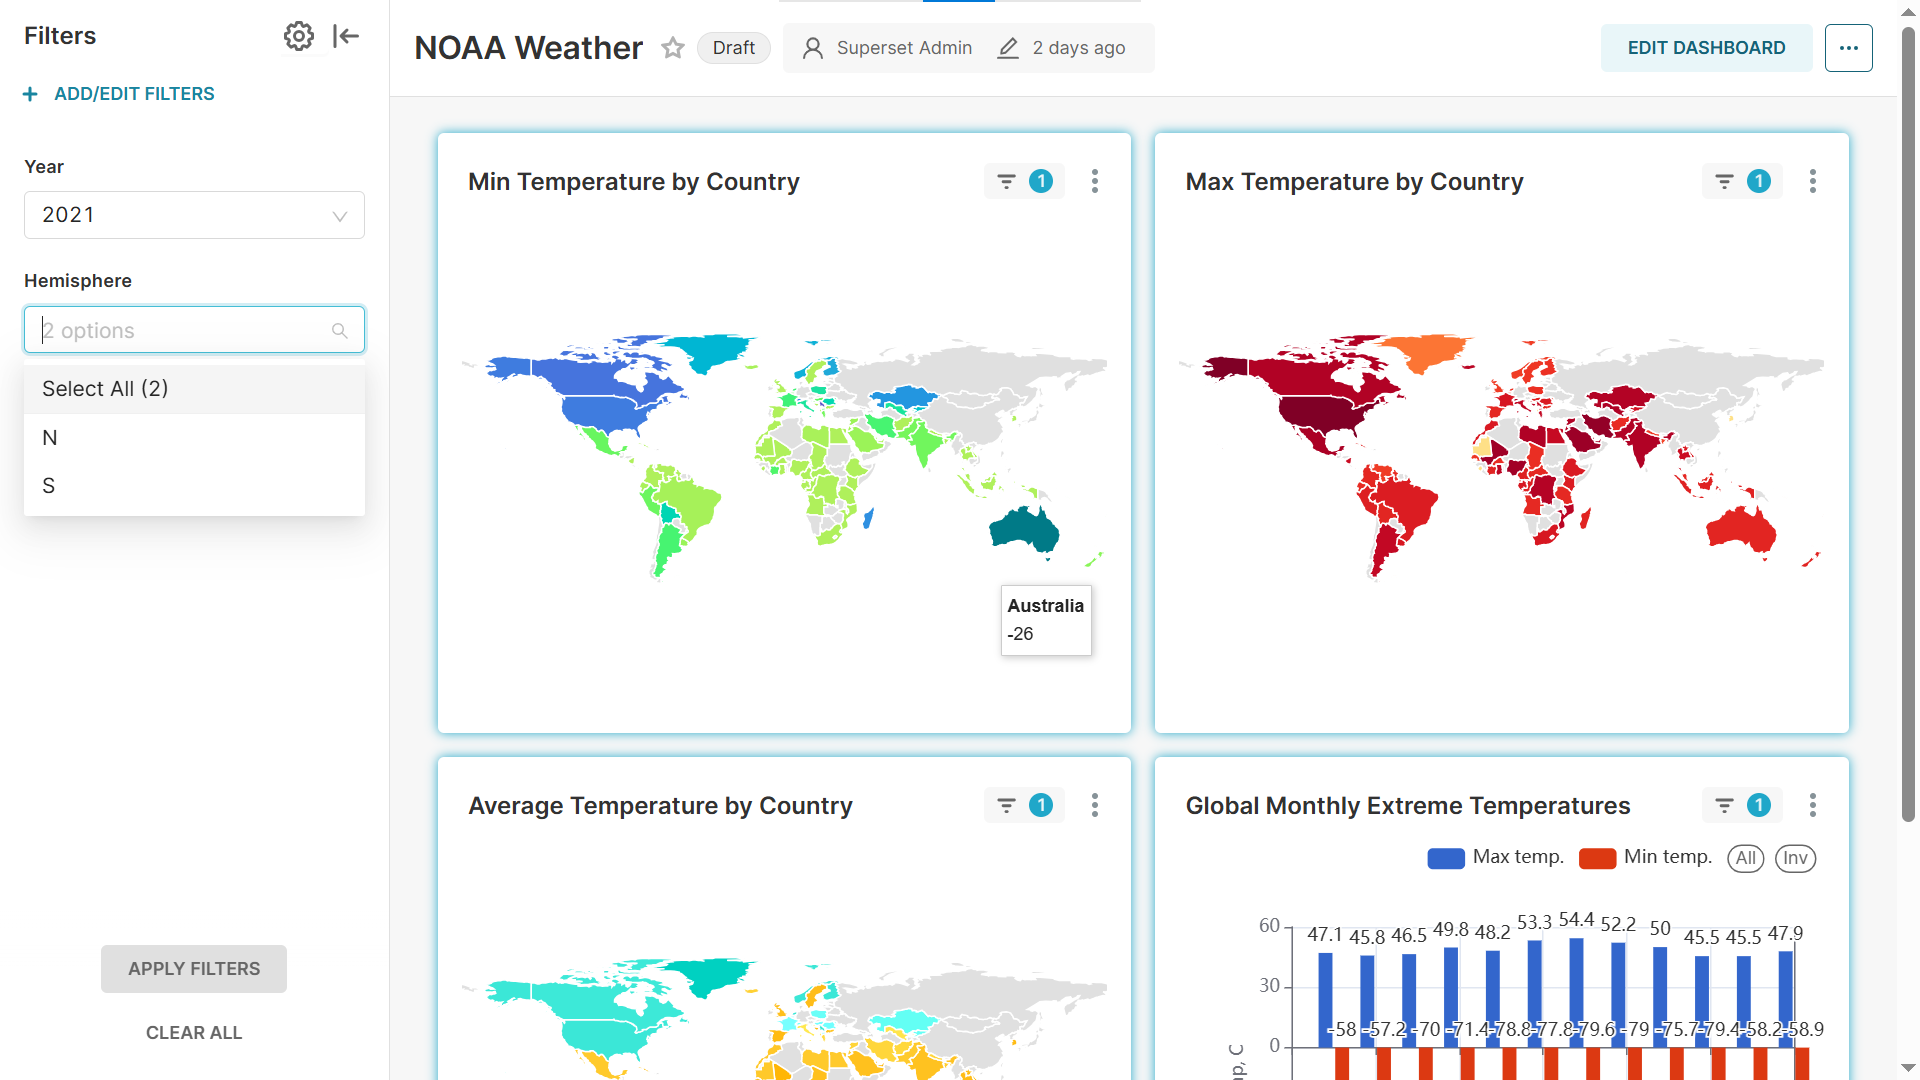 Filters
ADD/EDIT FILTERS
Year
2021
Hemisphere
2 options
Select All (2)
N
S
APPLY FILTERS
CLEAR ALL
NOAA Weather
Draft
Superset Admin
2 days ago
EDIT DASHBOARD
Min Temperature by Country
1
Australia
-26
Max Temperature by Country
1
Average Temperature by Country
1
Global Monthly Extreme Temperatures
1
Max temp.
Min temp.
All
Inv
60
30
0
47.1 45.8 46.5 49.8 48.2 53.3 54.4 52.2 50 45.5 45.5 47.9
-58 -57.2 -70 -71.4 -78.8 -77.8 -79.6 -79 -75.7 -79.4 -58.2 -58.9